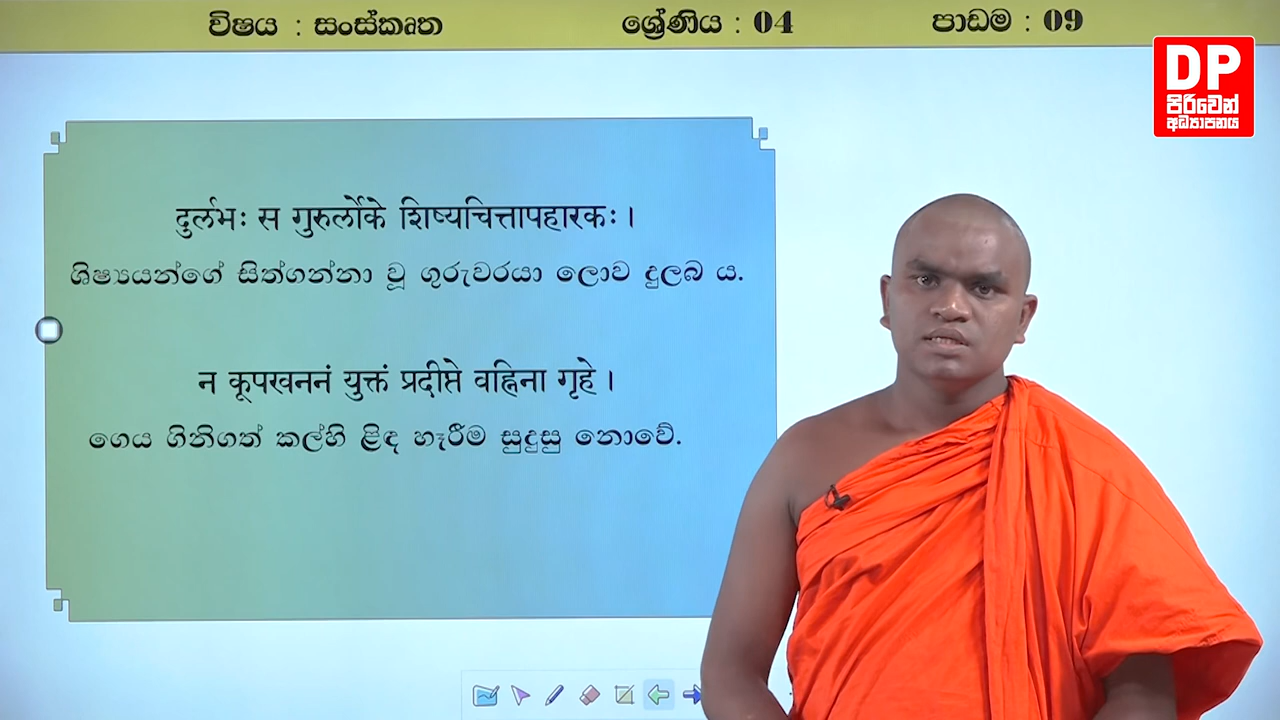 විෂය : සංස්කෘත ශ්‍රේණිය : 04 පාඩම : 09
DP
පිරිවෙන්
අධ්‍යාපනය
दुर्लभः स गुरुर्लोके शिष्यचित्तापहारकः ।
ශිෂ්‍යයන්ගේ සිත්ගන්නා වූ ගුරුවරයා ලොව දුලබ ය.
न कूपखननं युक्तं प्रदीप्ते वह्निना गृहे ।
ගෙය ගිනිගත් කල්හි ළිඳ හෑරීම සුදුසු නොවේ.